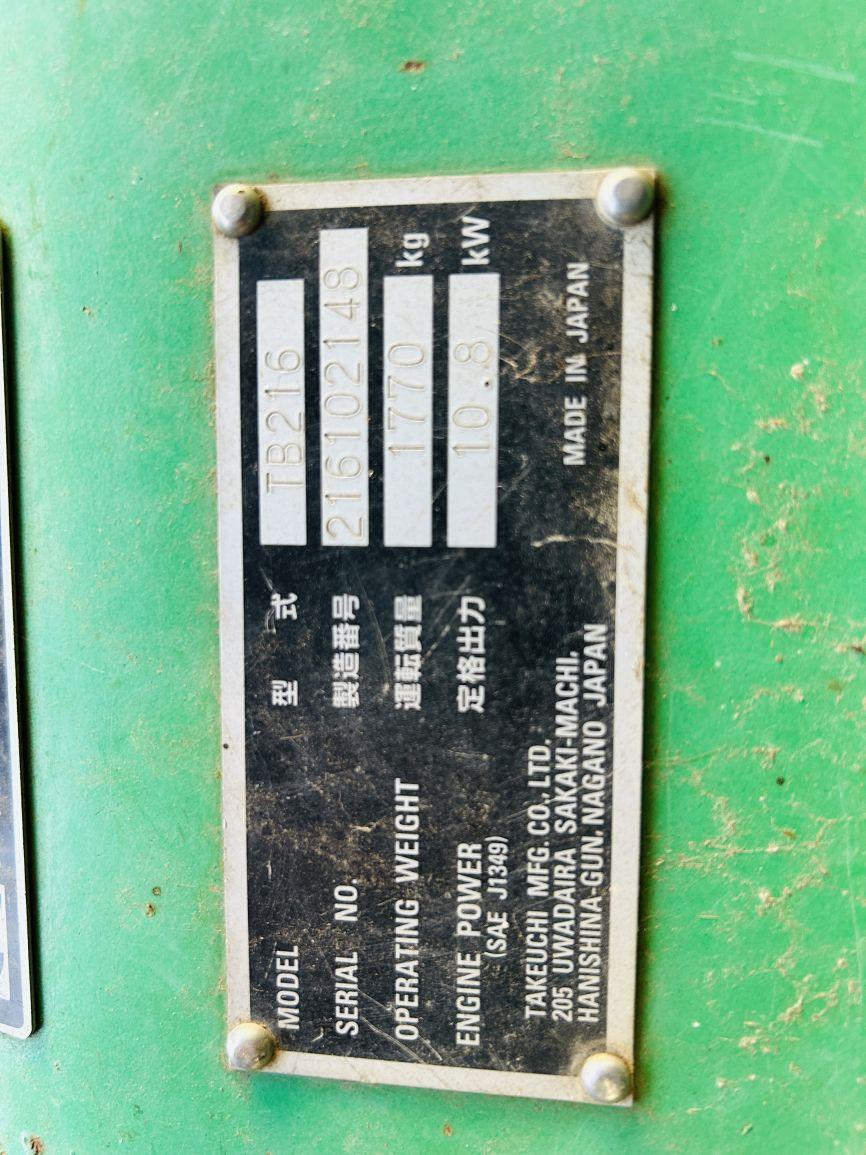 MODEL 型 式 TB216
SERIAL NO. 製造番号 216102148
OPERATING WEIGHT 運転質量 1770 kg
ENGINE POWER 定格出力 10.8 kW
(SAE J1349)
TAKEUCHI MFG. CO., LTD.
205 UWADAIRA SAKAKI-MACHI,
HANISHINA-GUN, NAGANO JAPAN MADE IN JAPAN